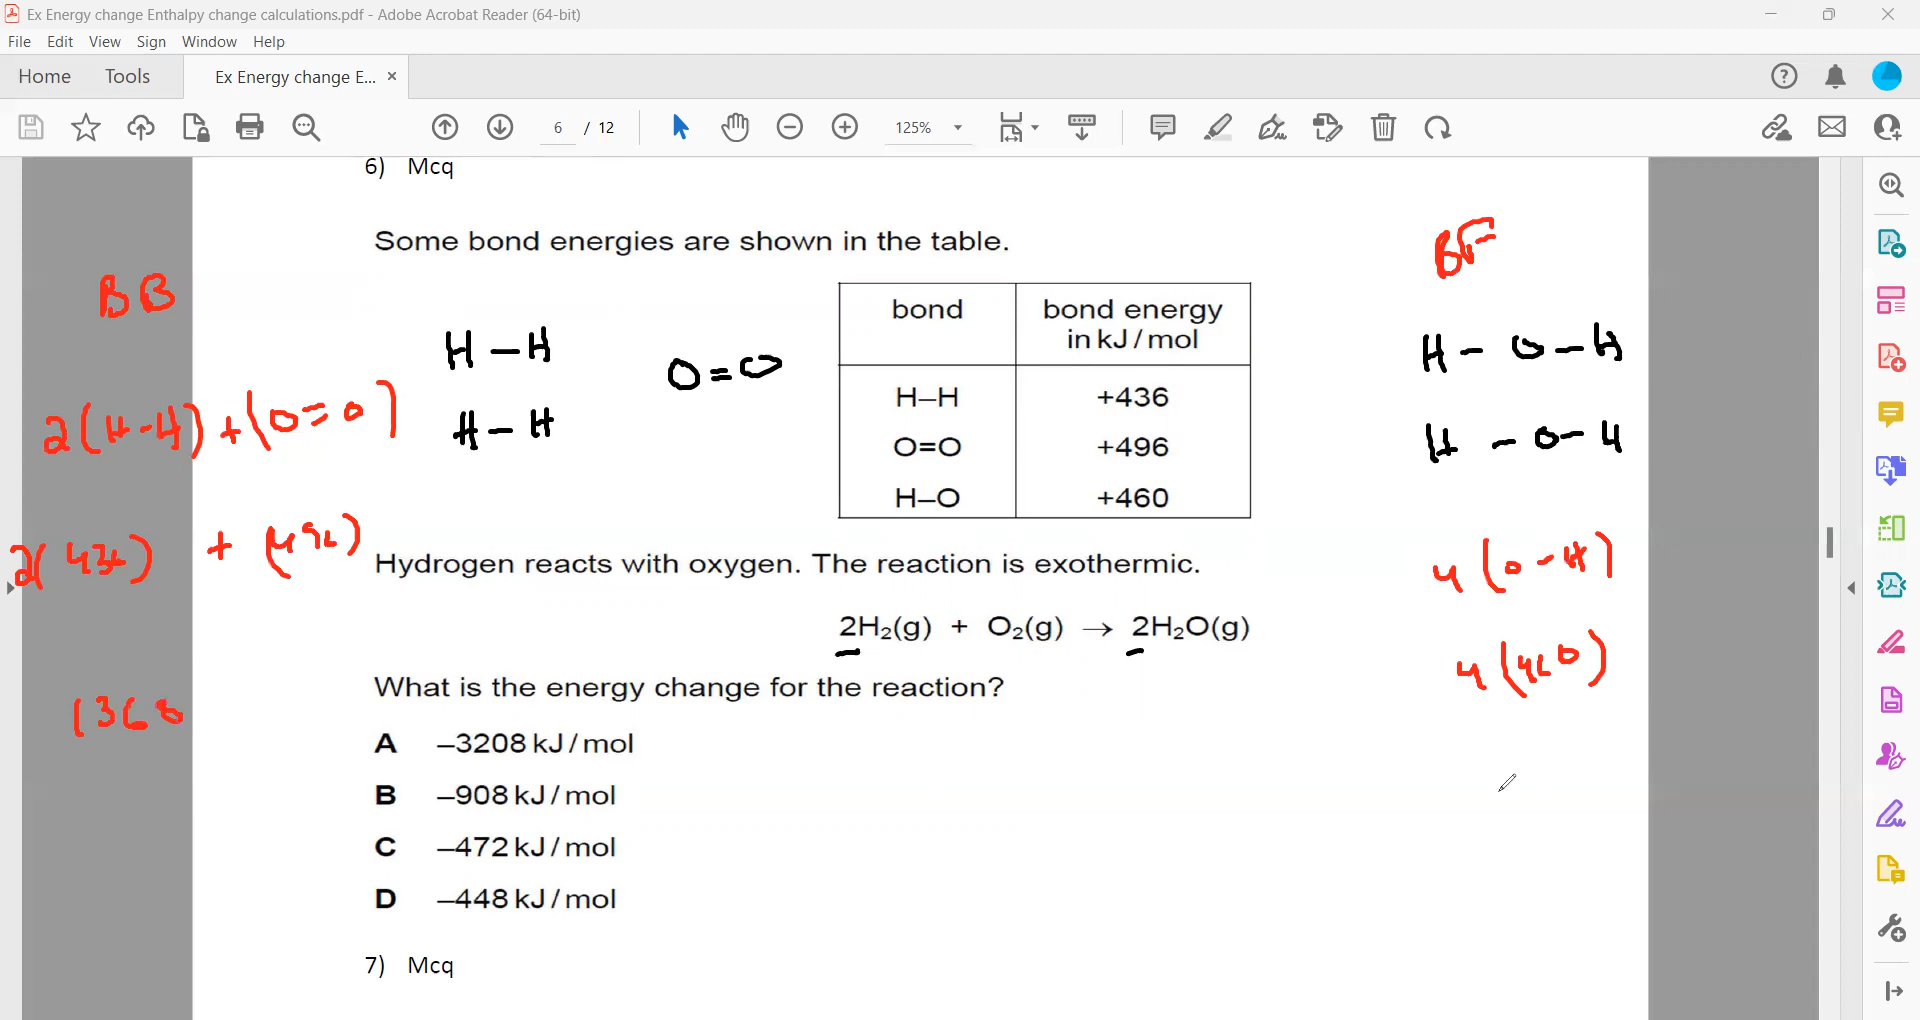 Ex Energy change Enthalpy change calculations.pdf - Adobe Acrobat Reader (64-bit)
File Edit View Sign Window Help
Home Tools Ex Energy change E... ×
6 / 12 125%
6) Mcq
Some bond energies are shown in the table.
BB
BF
bond bond energy in kJ / mol
H–H +436
O=O +496
H–O +460
H – H
O = O
H – H
H – O – H
H – O – H
2(H-H) + (O=O)
2(436) + (496)
1368
4(O-H)
4(460)
Hydrogen reacts with oxygen. The reaction is exothermic.
2H₂(g) + O₂(g) → 2H₂O(g)
What is the energy change for the reaction?
A –3208 kJ / mol
B –908 kJ / mol
C –472 kJ / mol
D –448 kJ / mol
7) Mcq